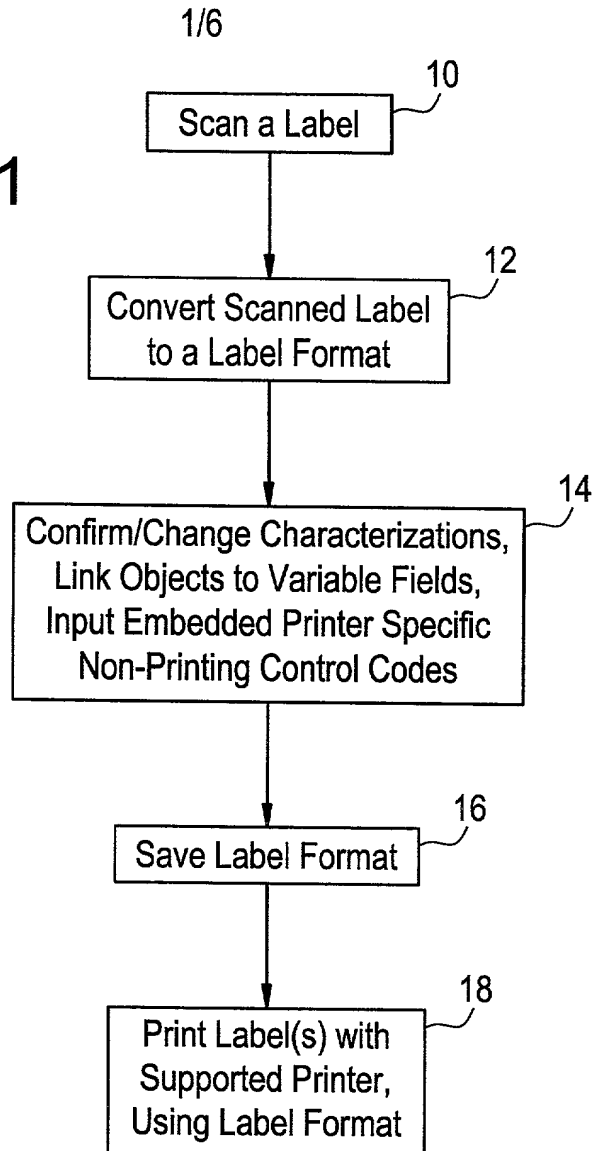 1/6
10
Scan a Label
1
12
Convert Scanned Label
to a Label Format
14
Confirm/Change Characterizations,
Link Objects to Variable Fields,
Input Embedded Printer Specific
Non-Printing Control Codes
16
Save Label Format
18
Print Label(s) with
Supported Printer,
Using Label Format